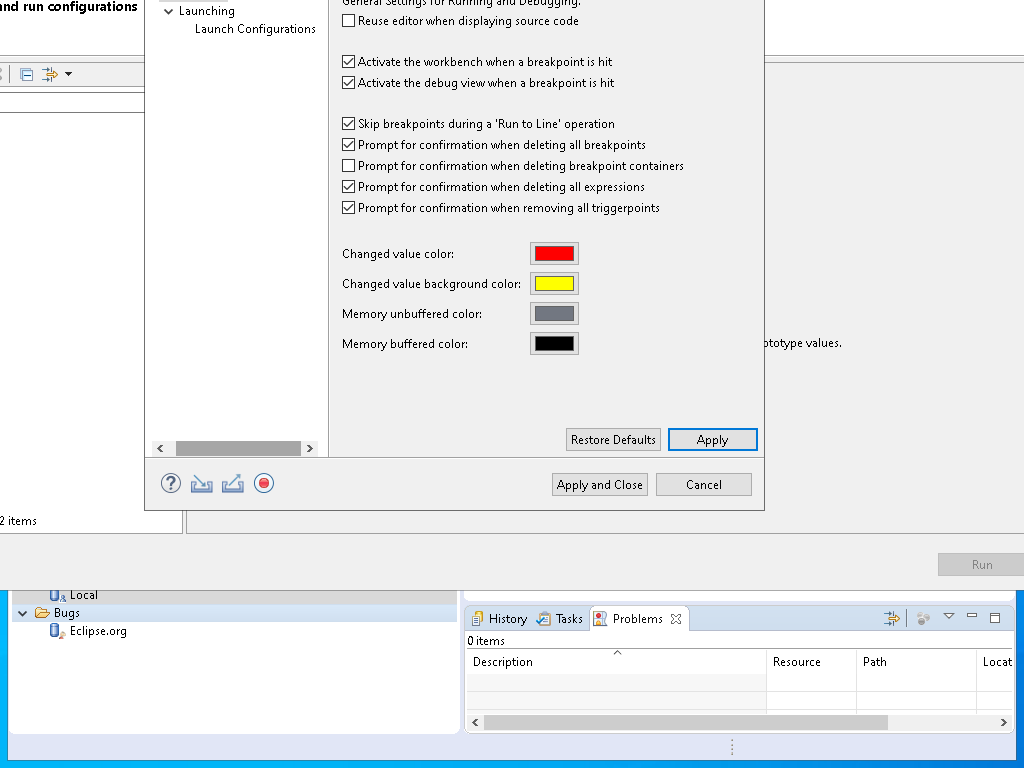 and run configurations
Launching
Launch Configurations
General Settings for Running and Debugging.
Reuse editor when displaying source code
Activate the workbench when a breakpoint is hit
Activate the debug view when a breakpoint is hit
Skip breakpoints during a 'Run to Line' operation
Prompt for confirmation when deleting all breakpoints
Prompt for confirmation when deleting breakpoint containers
Prompt for confirmation when deleting all expressions
Prompt for confirmation when removing all triggerpoints
Changed value color:
Changed value background color:
Memory unbuffered color:
Memory buffered color:
ototype values.
Restore Defaults
Apply
Apply and Close
Cancel
2 items
Run
Local
Bugs
Eclipse.org
History
Tasks
Problems
0 items
Description
Resource
Path
Locat